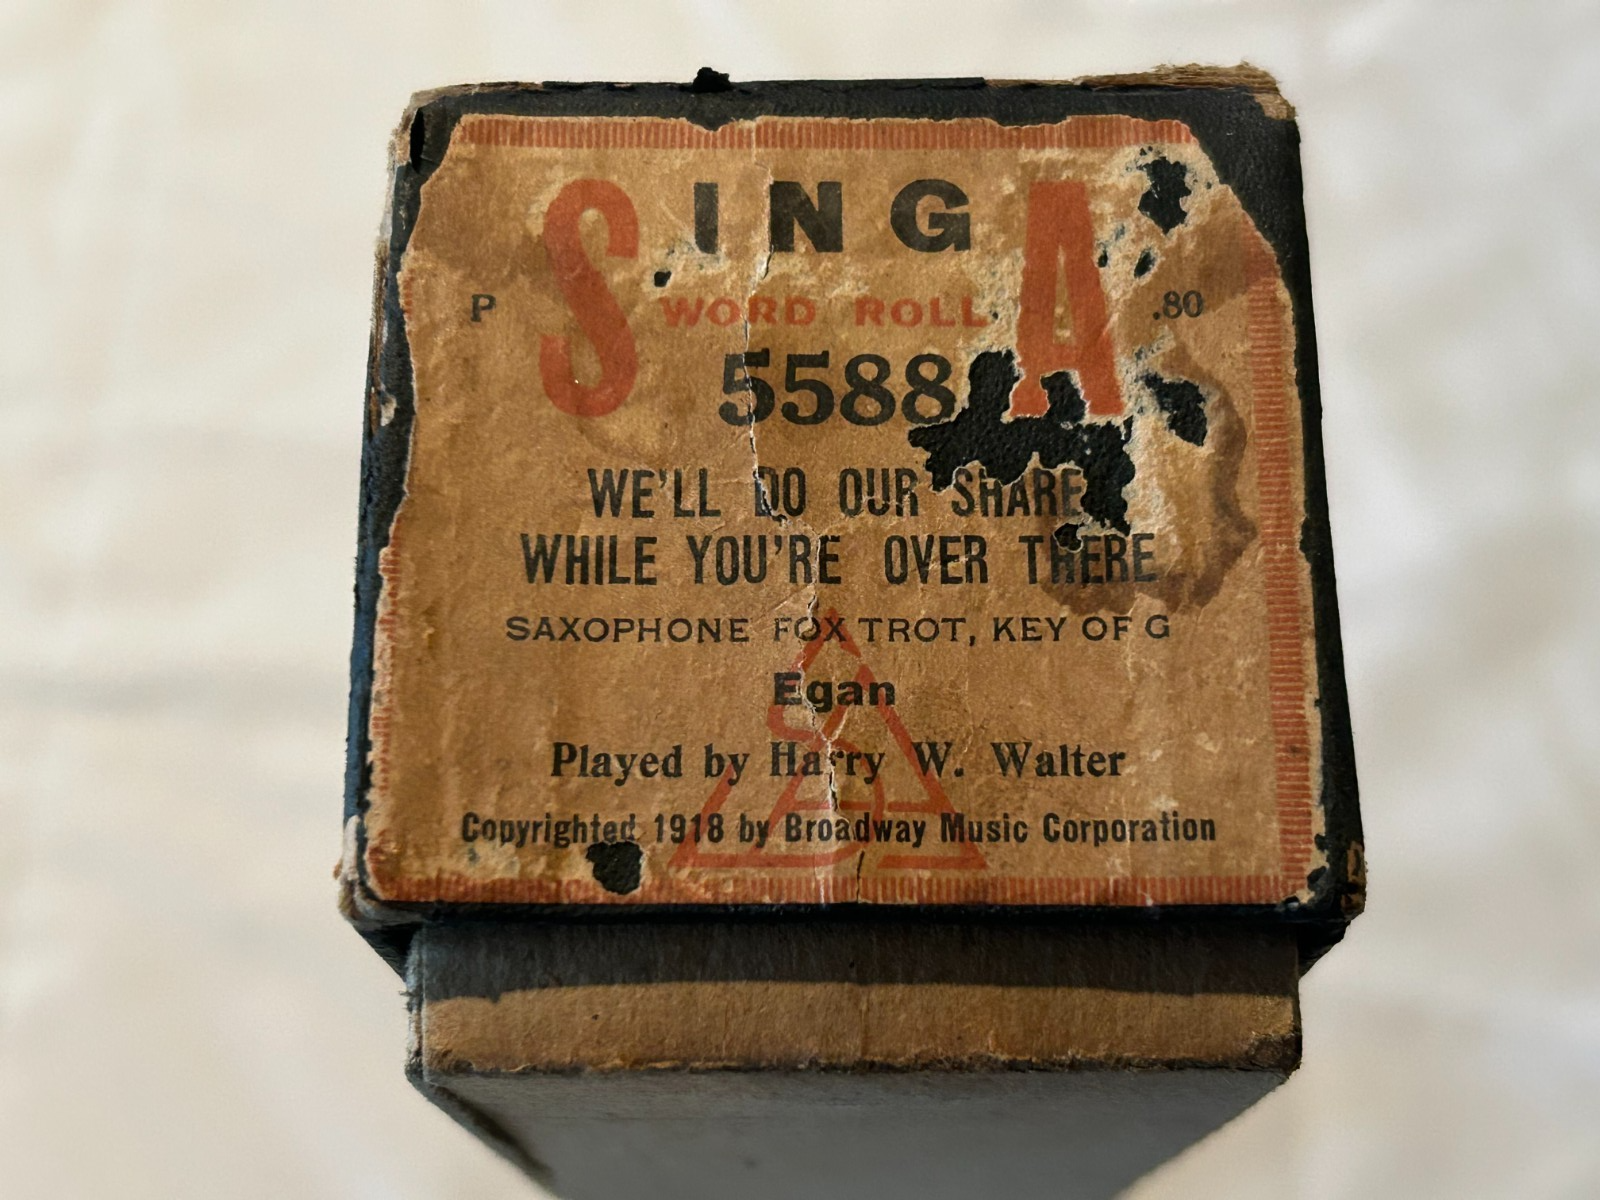 SINGA
P WORD ROLL .80
5588
WE'LL DO OUR SHARE
WHILE YOU'RE OVER THERE
SAXOPHONE FOX TROT, KEY OF G
Egan
Played by Harry W. Walter
Copyrighted 1918 by Broadway Music Corporation